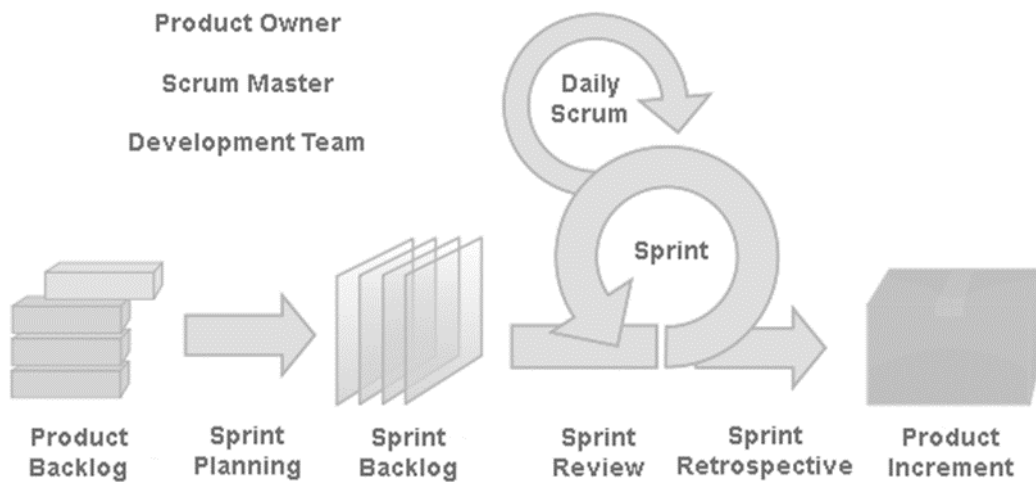 Product Owner
Scrum Master
Development Team
Daily
Scrum
Sprint
Product
Backlog
Sprint
Planning
Sprint
Backlog
Sprint
Review
Sprint
Retrospective
Product
Increment